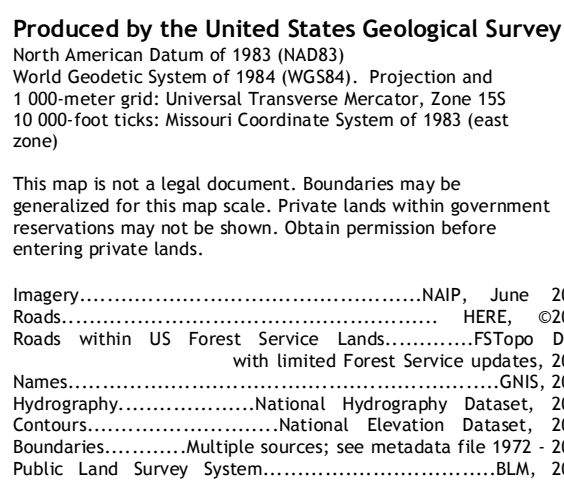 Produced by the United States Geological Survey
North American Datum of 1983 (NAD83)
World Geodetic System of 1984 (WGS84). Projection and
1 000-meter grid: Universal Transverse Mercator, Zone 15S
10 000-foot ticks: Missouri Coordinate System of 1983 (east
zone)
This map is not a legal document. Boundaries may be
generalized for this map scale. Private lands within government
reservations may not be shown. Obtain permission before
entering private lands.
Imagery..................................................NAIP, June
Roads...................................................... HERE,
Roads within US Forest Service Lands.............FSTopo
with limited Forest Service updates,
Names..............................................................GNIS,
Hydrography....................National Hydrography Dataset,
Contours............................National Elevation Dataset,
Boundaries............Multiple sources; see metadata file 1972 -
Public Land Survey System..................................BLM,